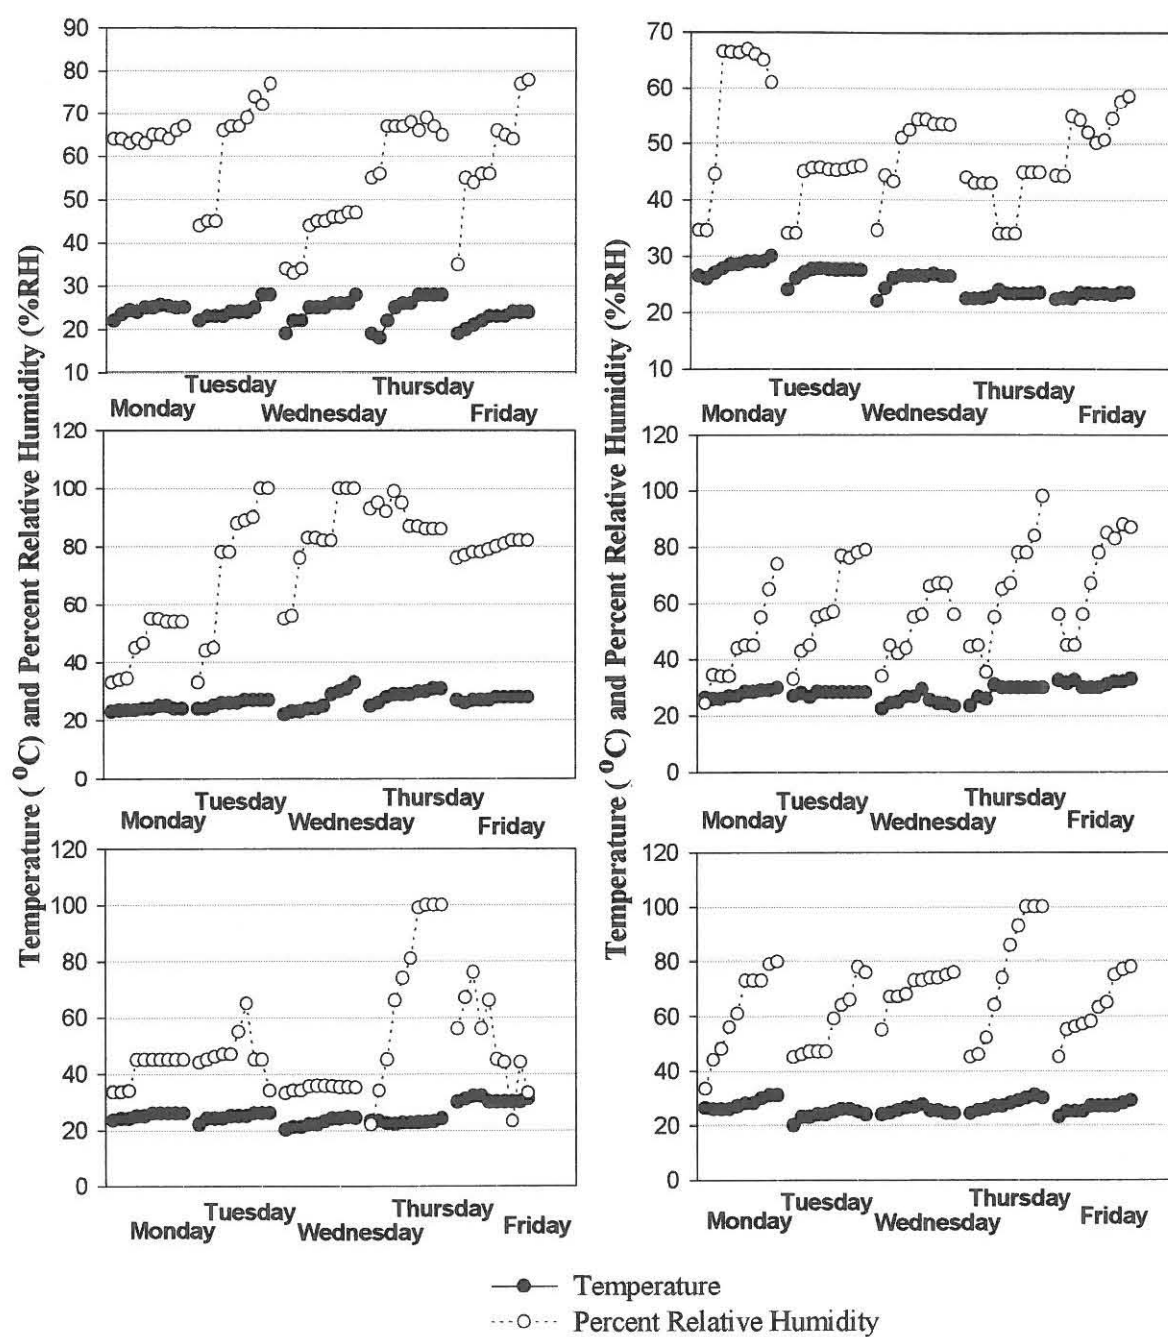 Temperature ( ⁰C) and Percent Relative Humidity (%RH)
90
80
70
60
50
40
30
20
10
Monday
Tuesday
Wednesday
Thursday
Friday
120
100
80
60
40
20
0
Monday
Tuesday
Wednesday
Thursday
Friday
120
100
80
60
40
20
0
Monday
Tuesday
Wednesday
Thursday
Friday
Temperature ( ⁰C) and Percent Relative Humidity (%RH)
70
60
50
40
30
20
10
Monday
Tuesday
Wednesday
Thursday
Friday
120
100
80
60
40
20
0
Monday
Tuesday
Wednesday
Thursday
Friday
120
100
80
60
40
20
0
Monday
Tuesday
Wednesday
Thursday
Friday
Temperature
Percent Relative Humidity